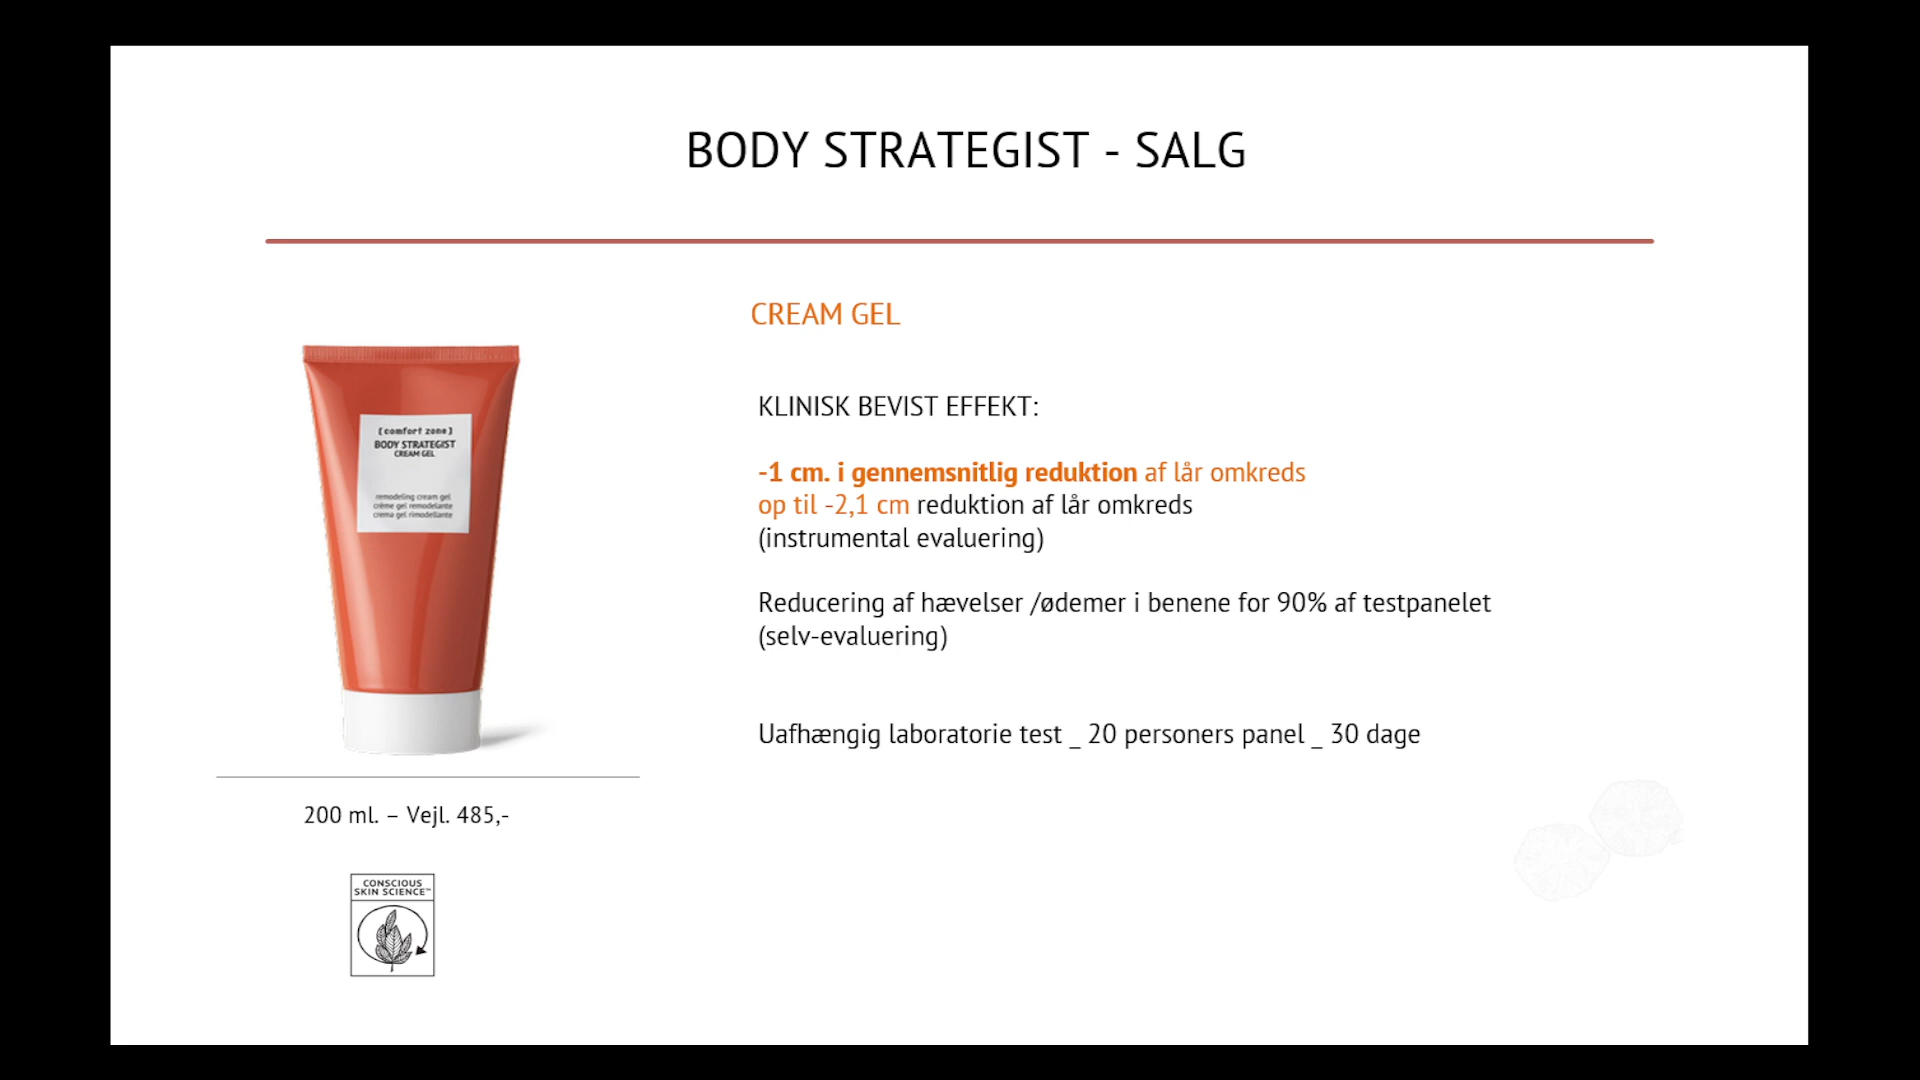 BODY STRATEGIST - SALG
CREAM GEL
KLINISK BEVIST EFFEKT:
-1 cm. i gennemsnitlig reduktion af lår omkreds
op til -2,1 cm reduktion af lår omkreds
(instrumental evaluering)
Reducering af hævelser /ødemer i benene for 90% af testpanelet
(selv-evaluering)
Uafhængig laboratorie test _ 20 personers panel _ 30 dage
[ comfort zone ]
BODY STRATEGIST
CREAM GEL
remodeling cream gel
crème gel remodelante
crema gel rimodellante
200 ml. – Vejl. 485,-
CONSCIOUS
SKIN SCIENCE™